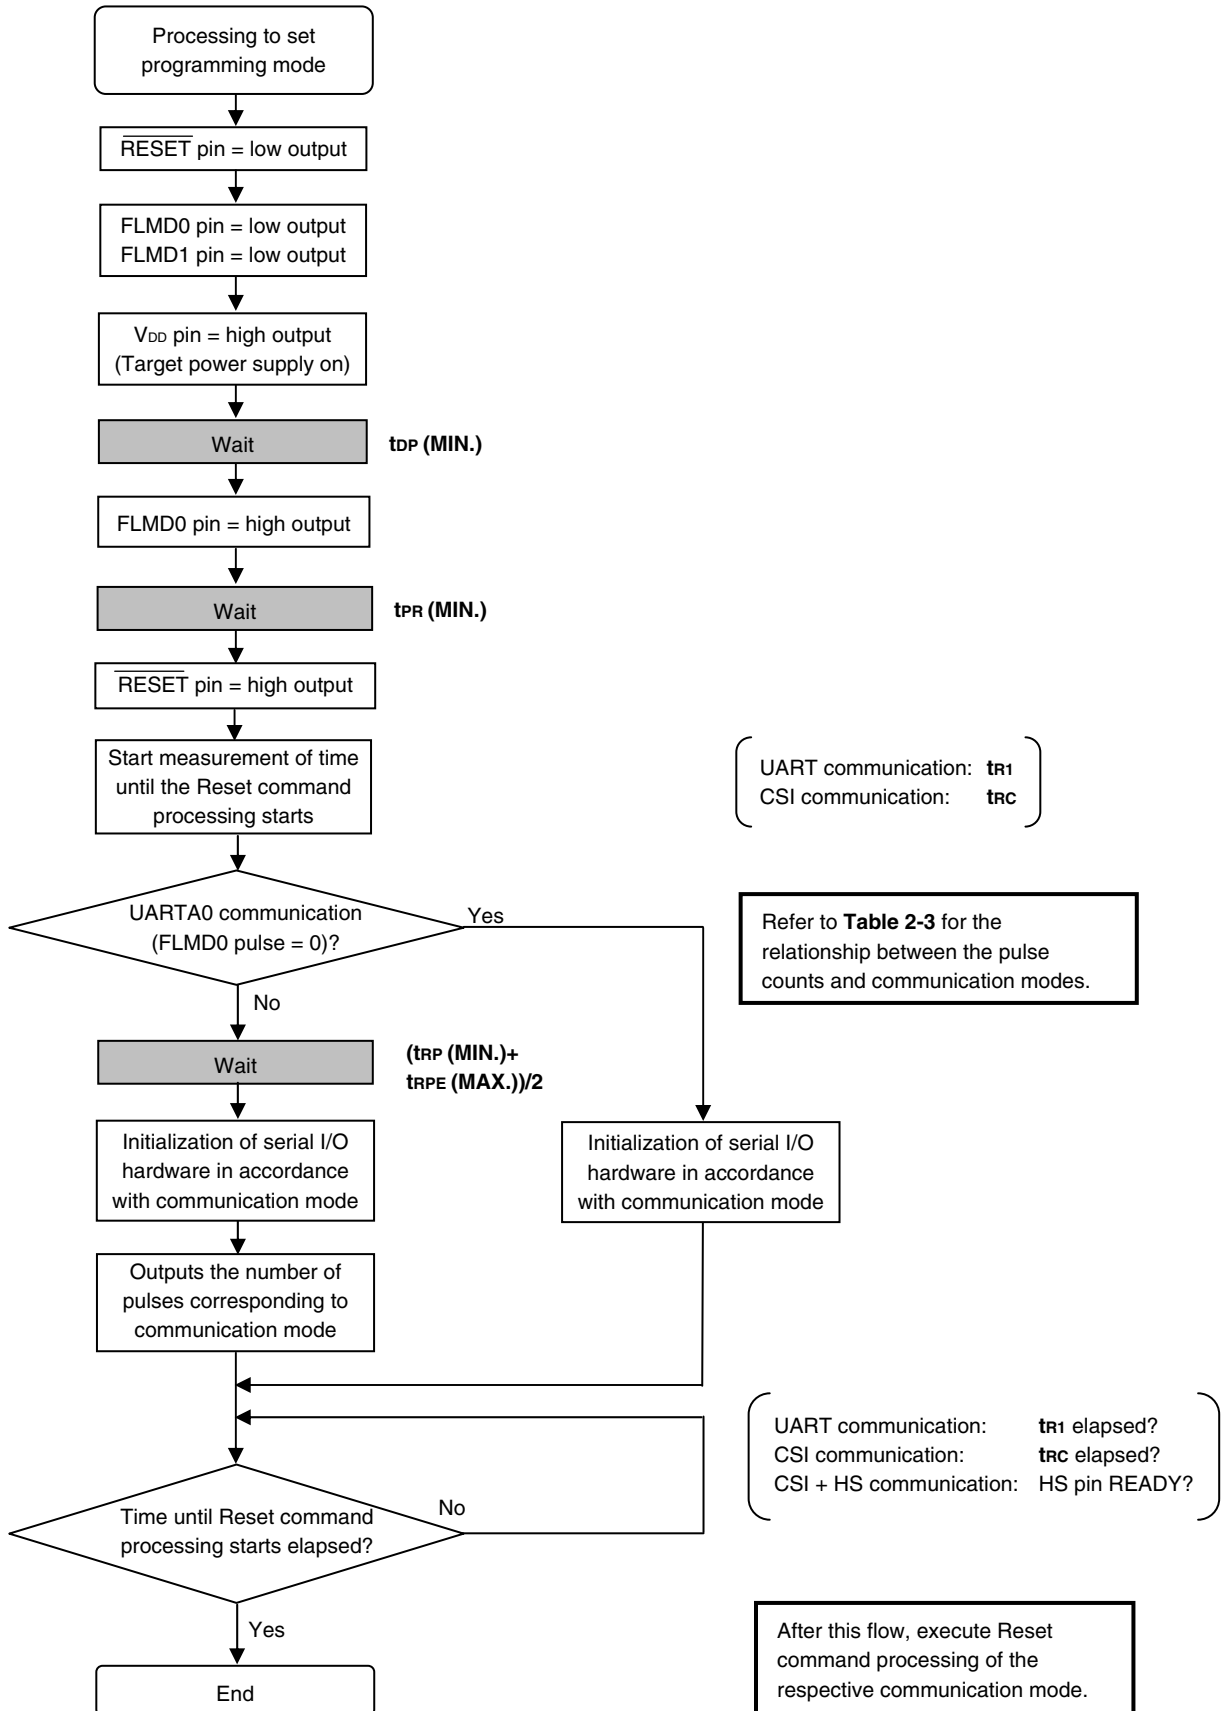 Processing to set
programming mode
RESET pin = low output
FLMD0 pin = low output
FLMD1 pin = low output
VDD pin = high output
(Target power supply on)
Wait
tDP (MIN.)
FLMD0 pin = high output
Wait
tPR (MIN.)
RESET pin = high output
Start measurement of time
until the Reset command
processing starts
UART communication: tR1
CSI communication: tRC
UARTA0 communication
(FLMD0 pulse = 0)?
Yes
No
Refer to Table 2-3 for the
relationship between the pulse
counts and communication modes.
Wait
(tRP (MIN.)+
tRPE (MAX.))/2
Initialization of serial I/O
hardware in accordance
with communication mode
Initialization of serial I/O
hardware in accordance
with communication mode
Outputs the number of
pulses corresponding to
communication mode
UART communication: tR1 elapsed?
CSI communication: tRC elapsed?
CSI + HS communication: HS pin READY?
Time until Reset command
processing starts elapsed?
No
Yes
End
After this flow, execute Reset
command processing of the
respective communication mode.